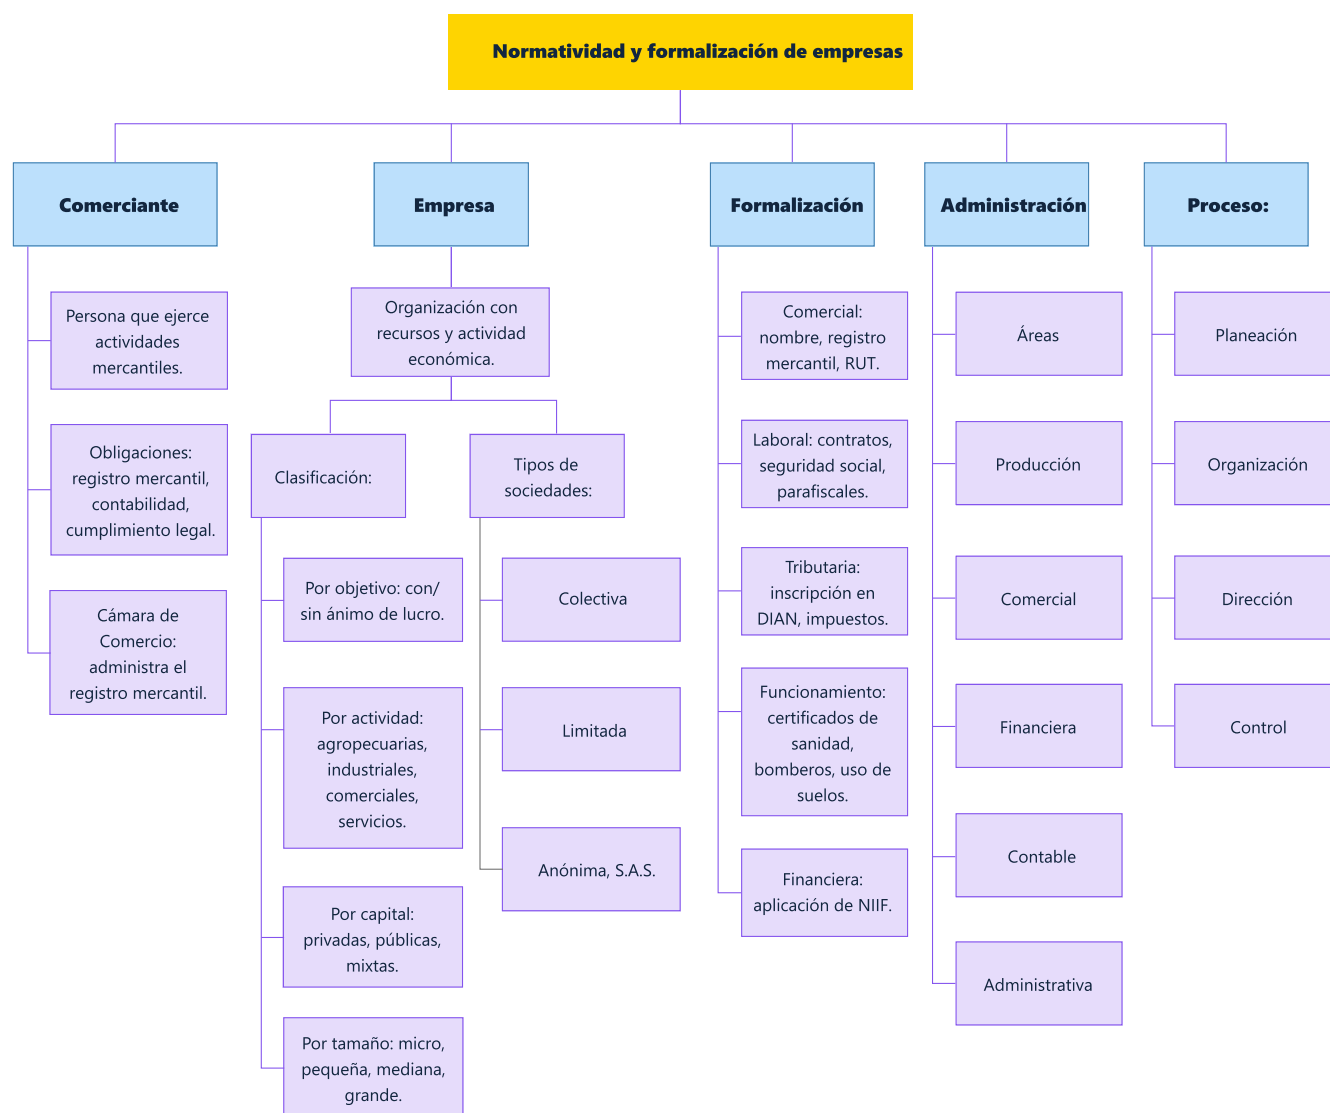 Normatividad y formalización de empresas
Comerciante
Persona que ejerce
actividades
mercantiles.
Obligaciones:
registro mercantil,
contabilidad,
cumplimiento legal.
Cámara de
Comercio:
administra el
registro mercantil.
Empresa
Organización con
recursos y actividad
económica.
Clasificación:
Por objetivo: con/
sin ánimo de lucro.
Por actividad:
agropecuarias,
industriales,
comerciales,
servicios.
Por capital:
privadas, públicas,
mixtas.
Por tamaño: micro,
pequeña, mediana,
grande.
Tipos de
sociedades:
Colectiva
Limitada
Anónima, S.A.S.
Formalización
Comercial:
nombre, registro
mercantil, RUT.
Laboral: contratos,
seguridad social,
parafiscales.
Tributaria:
inscripción en
DIAN, impuestos.
Funcionamiento:
certificados de
sanidad,
bomberos, uso de
suelos.
Financiera:
aplicación de NIIF.
Administración
Áreas
Producción
Comercial
Financiera
Contable
Administrativa
Proceso:
Planeación
Organización
Dirección
Control